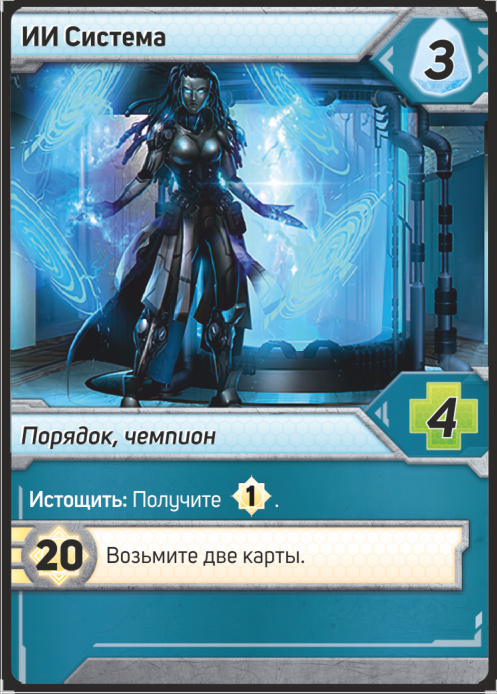 ИИ Система
3
4
Порядок, чемпион
Истощить: Получите 1 .
20 Возьмите две карты.